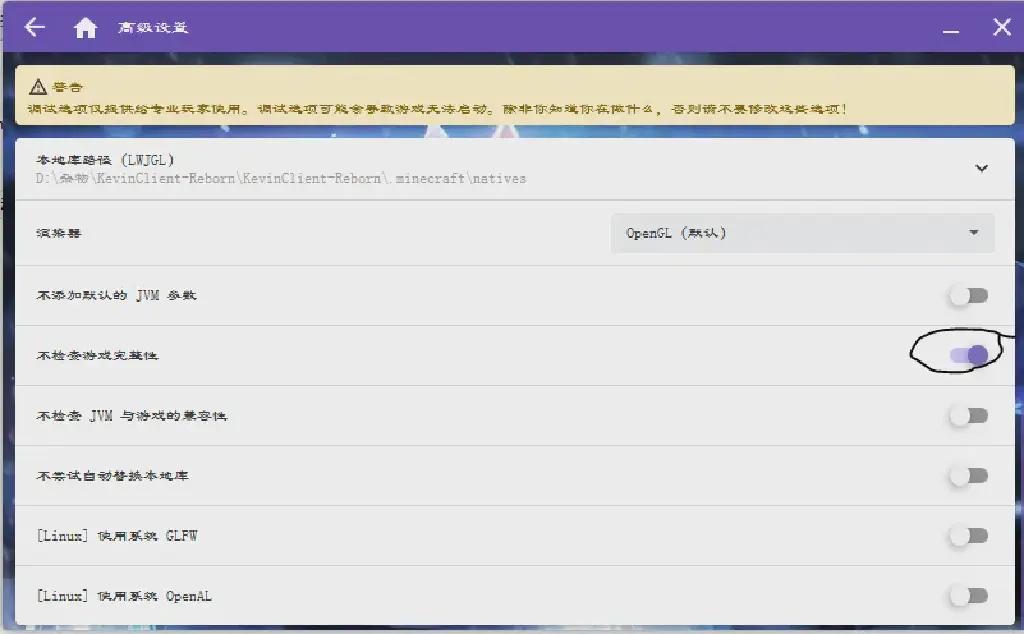 高级设置
警告
调试选项仅提供给专业玩家使用。调试选项可能会导致游戏无法启动。除非你知道你在做什么，否则请不要修改这些选项！
本地库路径 (LWJGL)
D:\杂物\KevinClient-Reborn\KevinClient-Reborn\.minecraft\natives
渲染器
OpenGL (默认)
不添加默认的 JVM 参数
不检查游戏完整性
不检查 JVM 与游戏的兼容性
不尝试自动替换本地库
[Linux] 使用系统 GLFW
[Linux] 使用系统 OpenAL